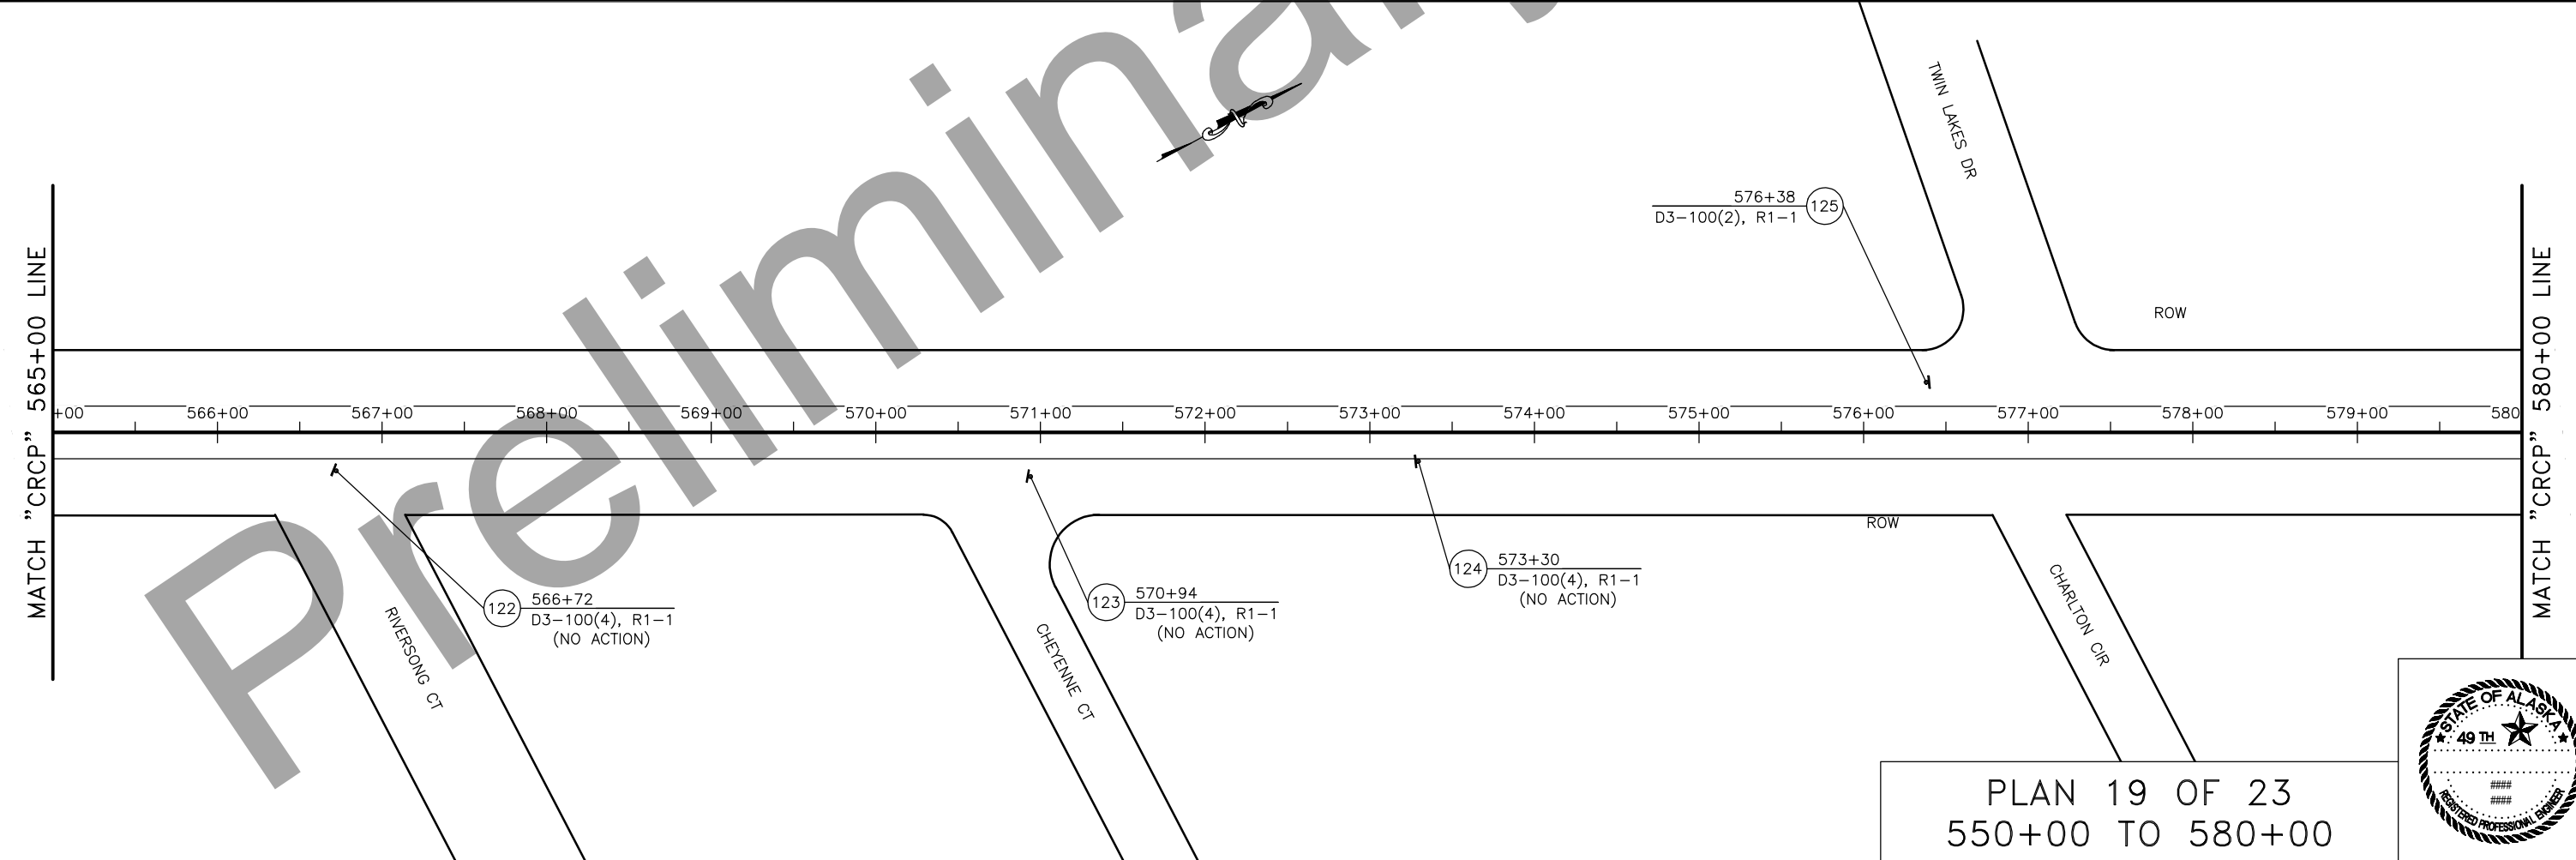 Preliminary
TWIN LAKES DR
576+38
125
D3-100(2), R1-1
ROW
MATCH "CRCP" 565+00 LINE
MATCH "CRCP" 580+00 LINE
+00 566+00 567+00 568+00 569+00 570+00 571+00 572+00 573+00 574+00 575+00 576+00 577+00 578+00 579+00 580
ROW
122
566+72
D3-100(4), R1-1
(NO ACTION)
123
570+94
D3-100(4), R1-1
(NO ACTION)
124
573+30
D3-100(4), R1-1
(NO ACTION)
RIVERSONG CT
CHEYENNE CT
CHARLTON CIR
PLAN 19 OF 23
550+00 TO 580+00
STATE OF ALASKA
49 TH
####
####
REGISTERED PROFESSIONAL ENGINEER